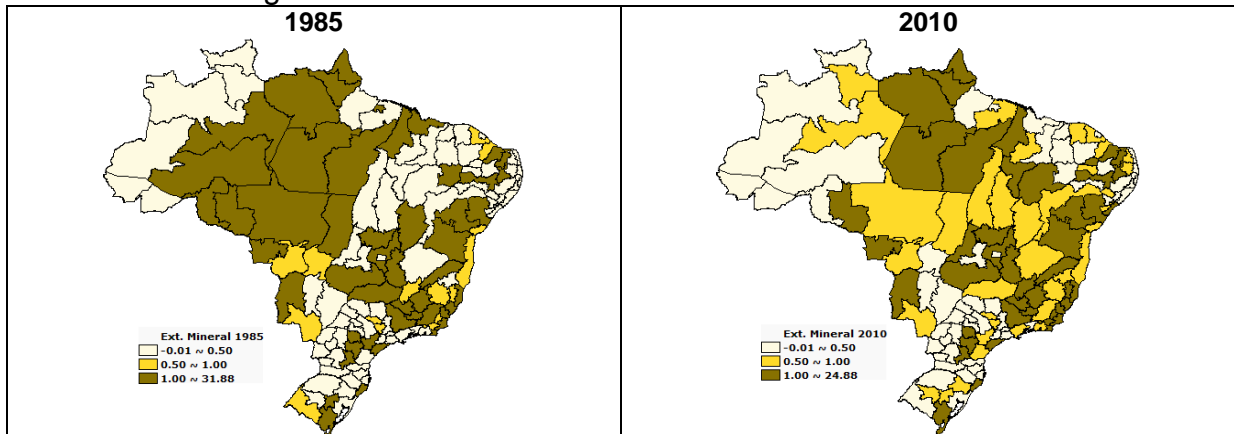 1985
2010
Ext. Mineral 1985
-0.01 ~ 0.50
0.50 ~ 1.00
1.00 ~ 31.88
Ext. Mineral 2010
-0.01 ~ 0.50
0.50 ~ 1.00
1.00 ~ 24.88